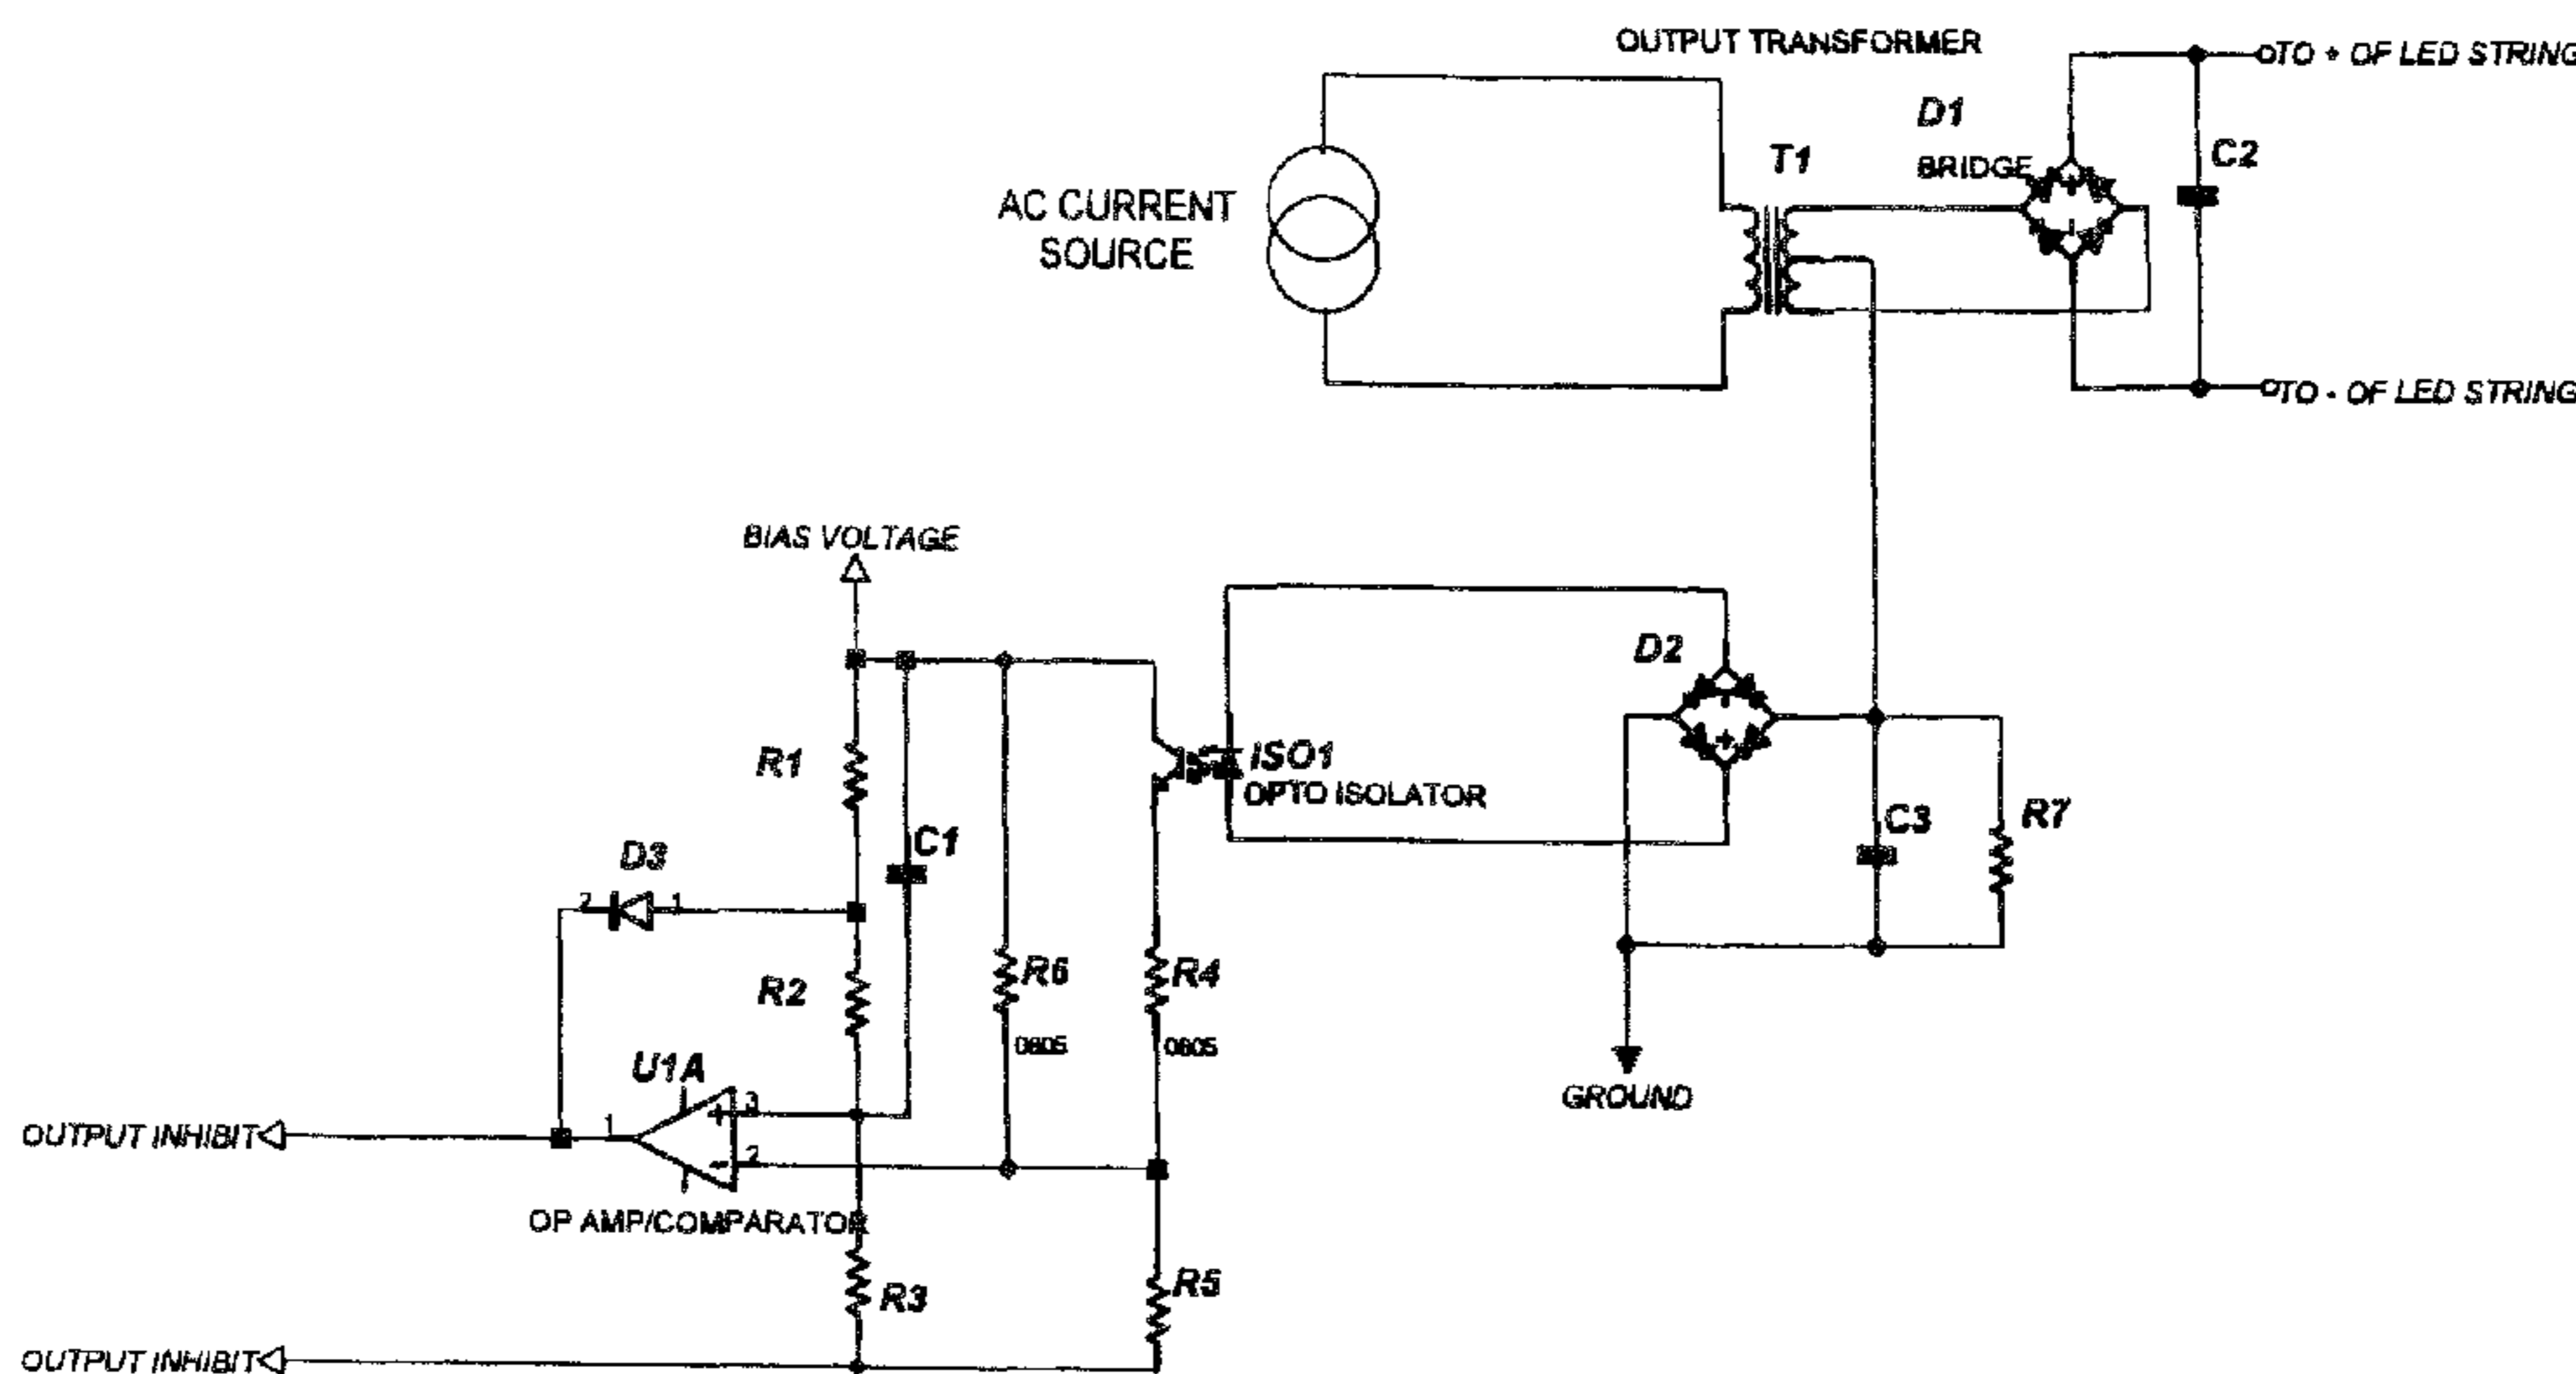 OUTPUT TRANSFORMER
TO + OF LED STRING
D1
BRIDGE
T1
C2
+
-
AC CURRENT
SOURCE
TO - OF LED STRING
BIAS VOLTAGE
D2
-
+
R1
ISO1
OPTO ISOLATOR
C1
C3
R7
D3
2
1
R2
R6
R4
0805
0805
U1A
1
+
3
-
2
GROUND
OUTPUT INHIBIT
OP AMP/COMPARATOR
R3
R5
OUTPUT INHIBIT